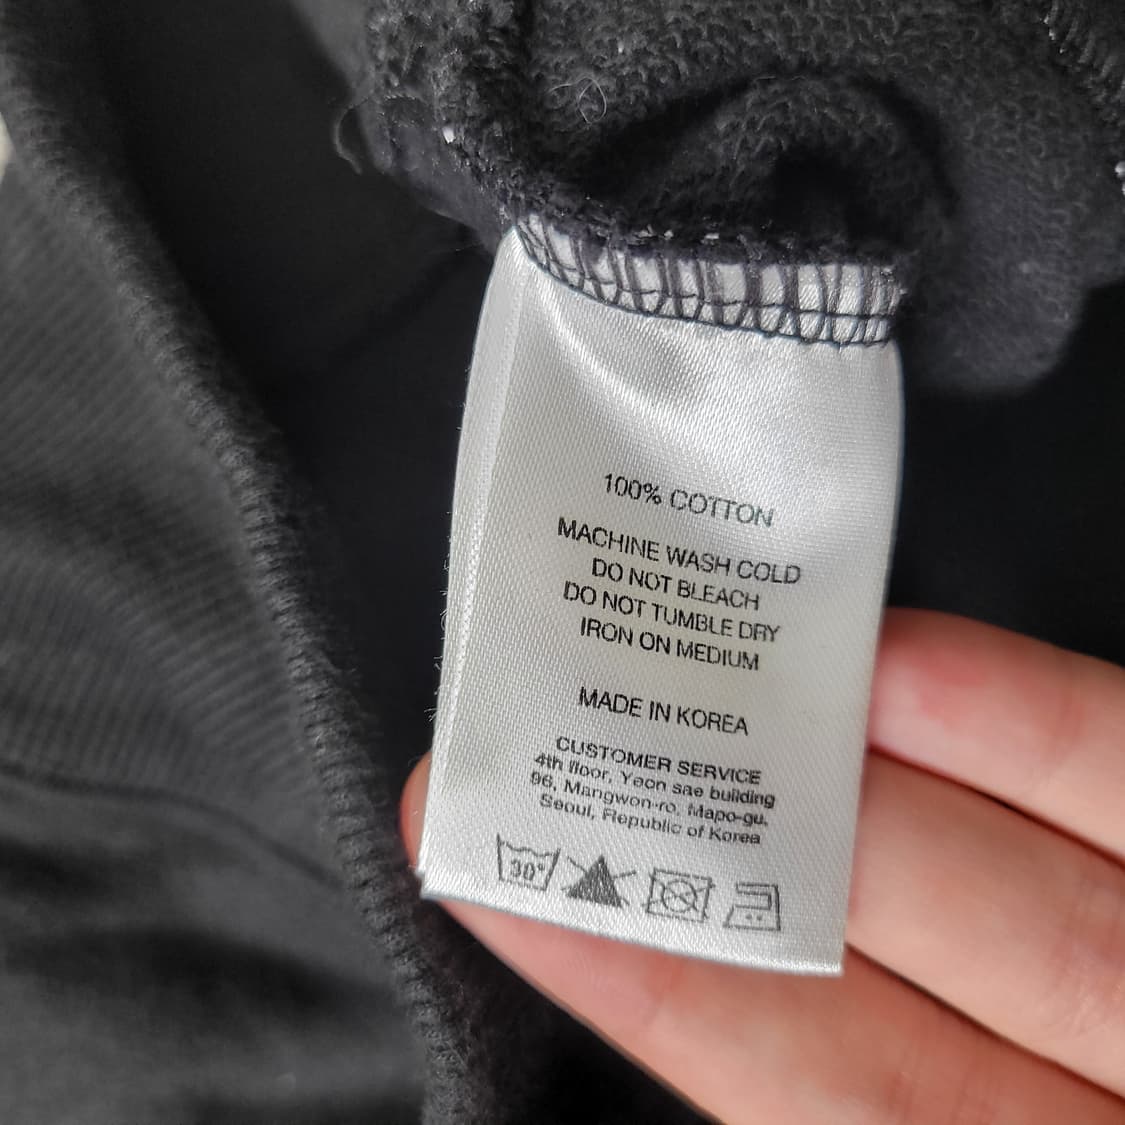 100% COTTON
MACHINE WASH COLD
DO NOT BLEACH
DO NOT TUMBLE DRY
IRON ON MEDIUM
MADE IN KOREA
CUSTOMER SERVICE
4th floor, Yeon sae building
96, Mangwon-ro, Mapo-gu,
Seoul, Republic of Korea
30°